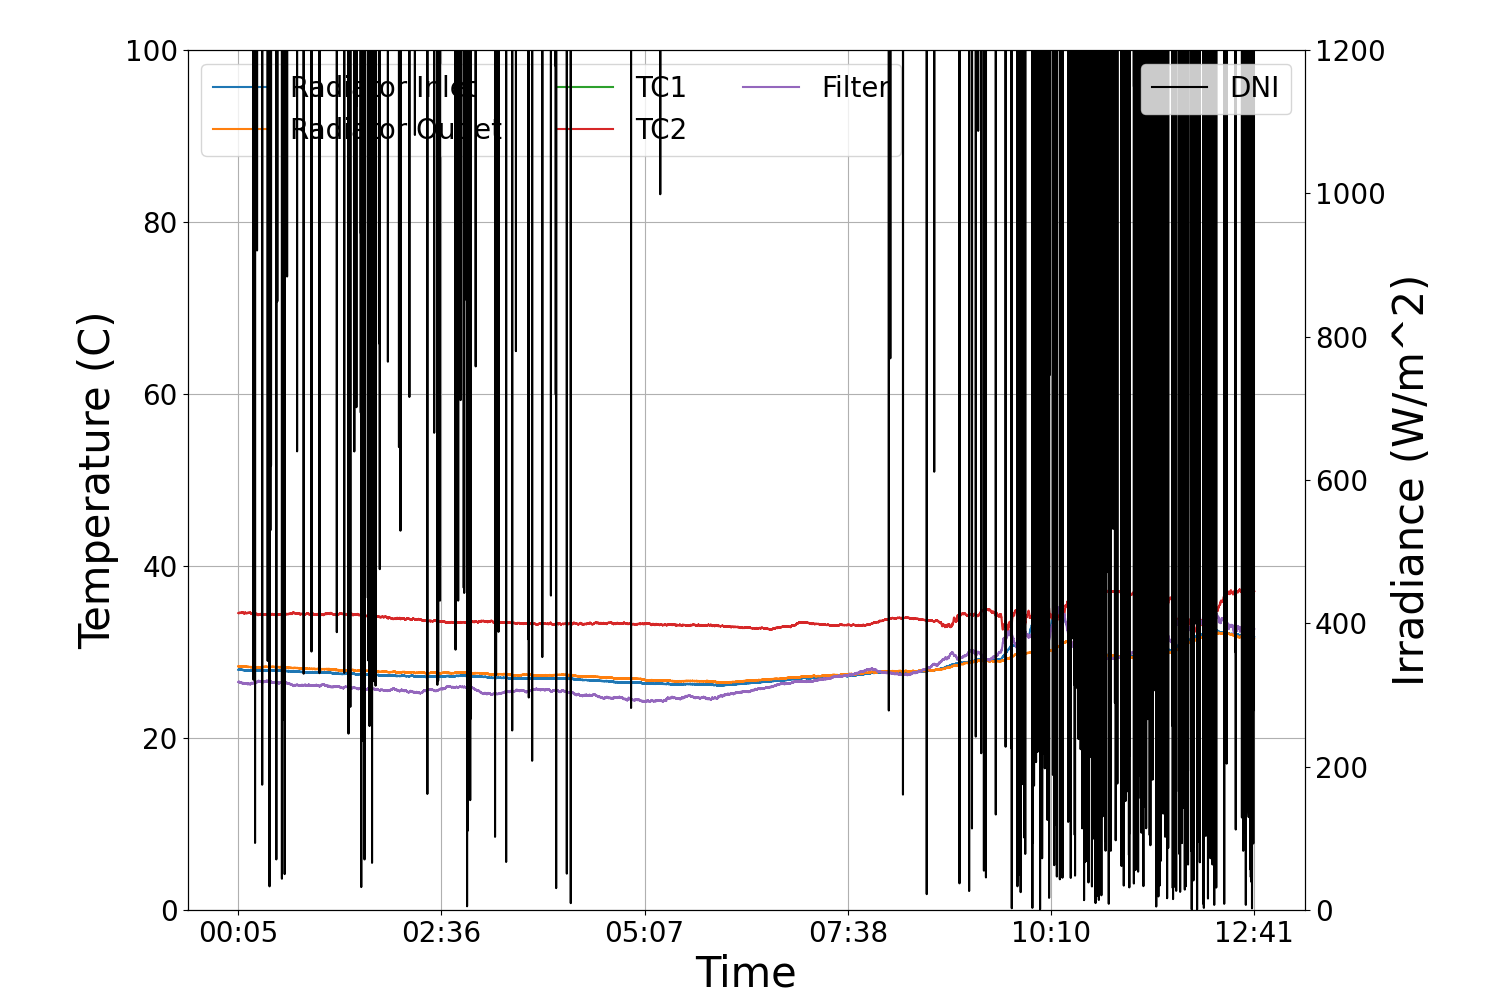 Radiator Inlet
Radiator Outlet
TC1
TC2
Filter
DNI
100
80
60
40
20
0
Temperature (C)
1200
1000
800
600
400
200
0
Irradiance (W/m^2)
00:05
02:36
05:07
07:38
10:10
12:41
Time